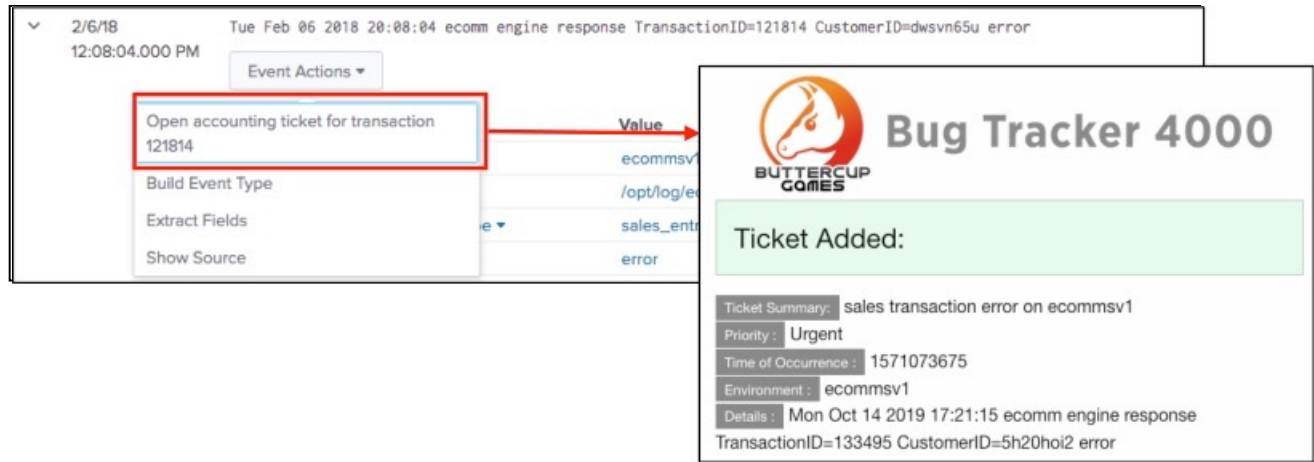 2/6/18
12:08:04.000 PM
Tue Feb 06 2018 20:08:04 ecomm engine response TransactionID=121814 CustomerID=dwsvn65u error
Event Actions
Open accounting ticket for transaction
121814
Build Event Type
Extract Fields
Show Source
Value
ecommsv1
/opt/log/
sales_entr
error
BUTTERCUP
GAMES
Bug Tracker 4000
Ticket Added:
Ticket Summary: sales transaction error on ecommsv1
Priority : Urgent
Time of Occurrence : 1571073675
Environment : ecommsv1
Details : Mon Oct 14 2019 17:21:15 ecomm engine response
TransactionID=133495 CustomerID=5h20hoi2 error